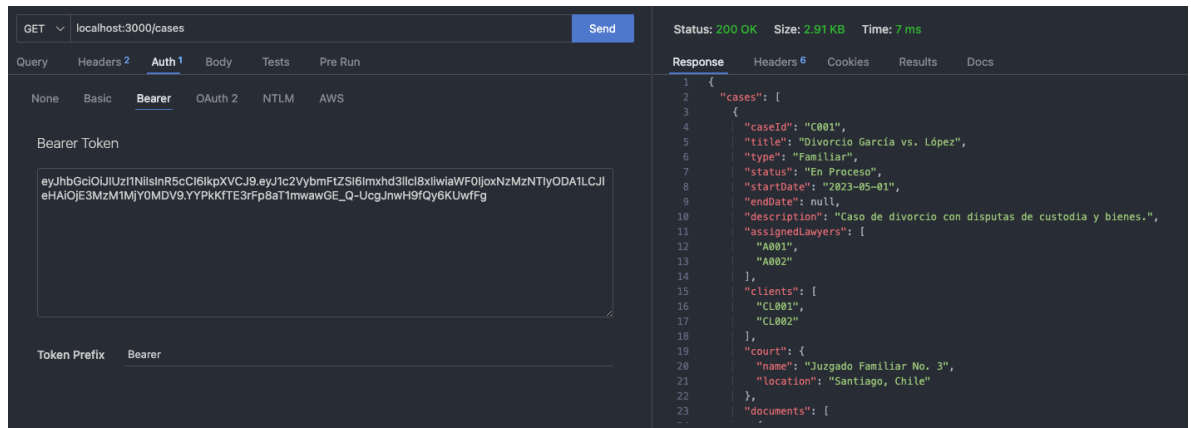 GET localhost:3000/cases Send
Query Headers 2 Auth 1 Body Tests Pre Run
None Basic Bearer OAuth 2 NTLM AWS
Bearer Token
Token Prefix Bearer
Status: 200 OK Size: 2.91 KB Time: 7 ms
Response Headers 6 Cookies Results Docs
1 {
2 "cases": [
3 {
4 "caseId": "C001",
5 "title": "Divorcio García vs. López",
6 "type": "Familiar",
7 "status": "En Proceso",
8 "startDate": "2023-05-01",
9 "endDate": null,
10 "description": "Caso de divorcio con disputas de custodia y bienes.",
11 "assignedLawyers": [
12 "A001",
13 "A002"
14 ],
15 "clients": [
16 "CL001",
17 "CL002"
18 ],
19 "court": {
20 "name": "Juzgado Familiar No. 3",
21 "location": "Santiago, Chile"
22 },
23 "documents": [